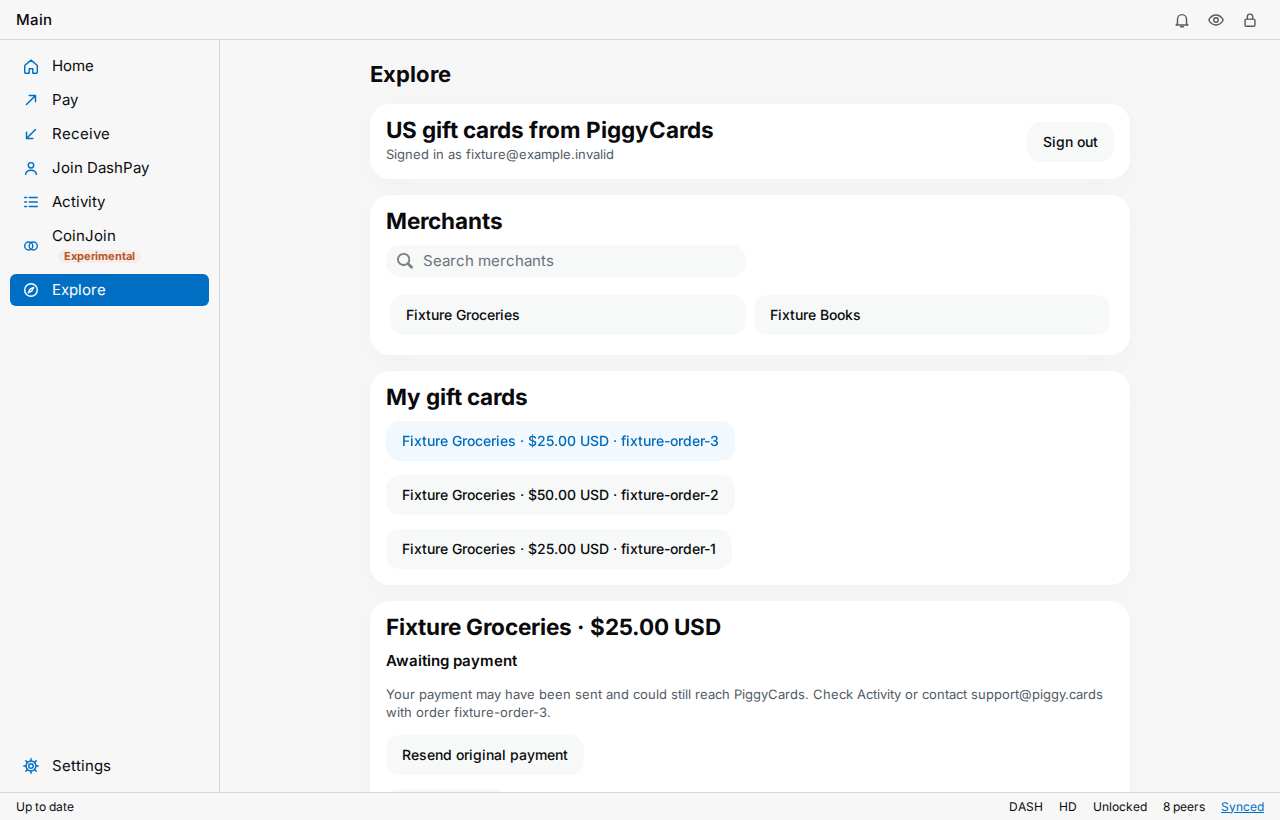 Main
Home
Pay
Receive
Join DashPay
Activity
CoinJoin
Experimental
Explore
Settings
Explore
US gift cards from PiggyCards
Signed in as fixture@example.invalid
Sign out
Merchants
Search merchants
Fixture Groceries
Fixture Books
My gift cards
Fixture Groceries · $25.00 USD · fixture-order-3
Fixture Groceries · $50.00 USD · fixture-order-2
Fixture Groceries · $25.00 USD · fixture-order-1
Fixture Groceries · $25.00 USD
Awaiting payment
Your payment may have been sent and could still reach PiggyCards. Check Activity or contact support@piggy.cards
with order fixture-order-3.
Resend original payment
Up to date
DASH
HD
Unlocked
8 peers
Synced